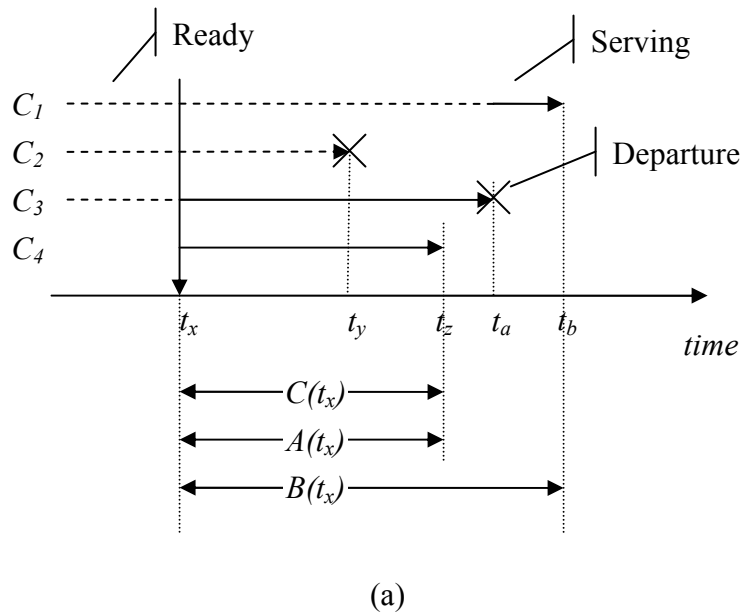 Ready
Serving
C1
C2
Departure
C3
C4
tx ty tz ta tb
time
C(tx)
A(tx)
B(tx)
(a)